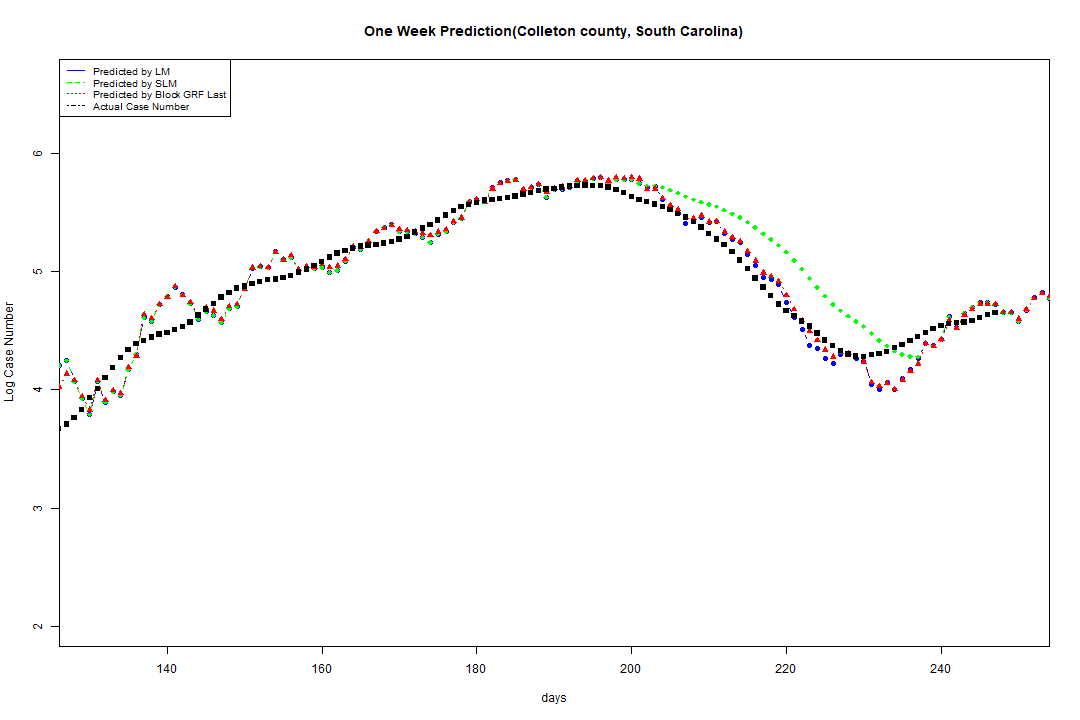 One Week Prediction(Colleton county, South Carolina)
Predicted by LM
Predicted by SLM
Predicted by Block GRF Last
Actual Case Number
6
5
4
3
2
Log Case Number
140 160 180 200 220 240
days